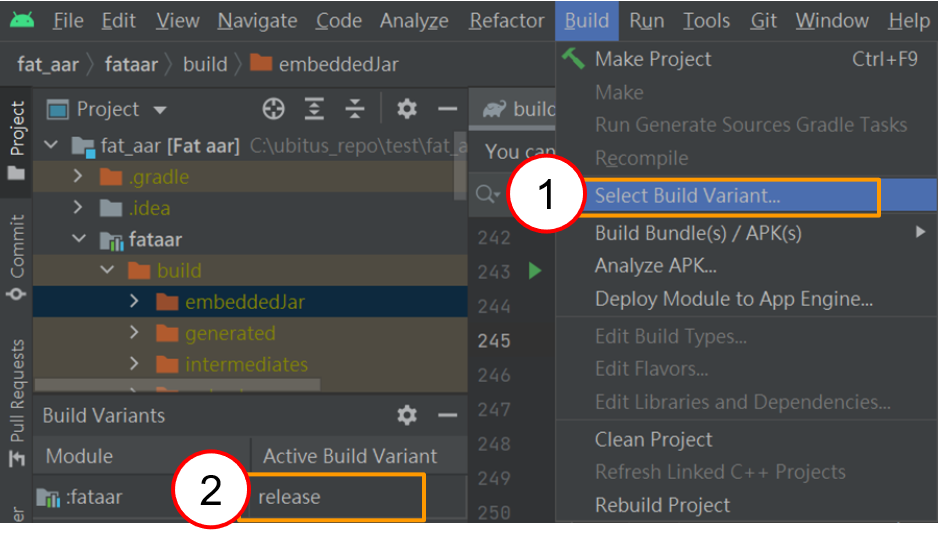 File Edit View Navigate Code Analyze Refactor Build Run Tools Git Window Help
fat_aar 〉 fataar 〉 build 〉 embeddedJar
Project
Commit
Pull Requests
Project
fat_aar [Fat aar] C:\ubitus_repo\test\fat_a
.gradle
.idea
fataar
build
embeddedJar
generated
intermediates
Build Variants
Module Active Build Variant
:fataar release
2
build
You can
242
243
244
245
246
247
248
249
250
Make Project Ctrl+F9
Make
Run Generate Sources Gradle Tasks
Recompile
1
Select Build Variant...
Build Bundle(s) / APK(s)
Analyze APK...
Deploy Module to App Engine...
Edit Build Types...
Edit Flavors...
Edit Libraries and Dependencies...
Clean Project
Refresh Linked C++ Projects
Rebuild Project